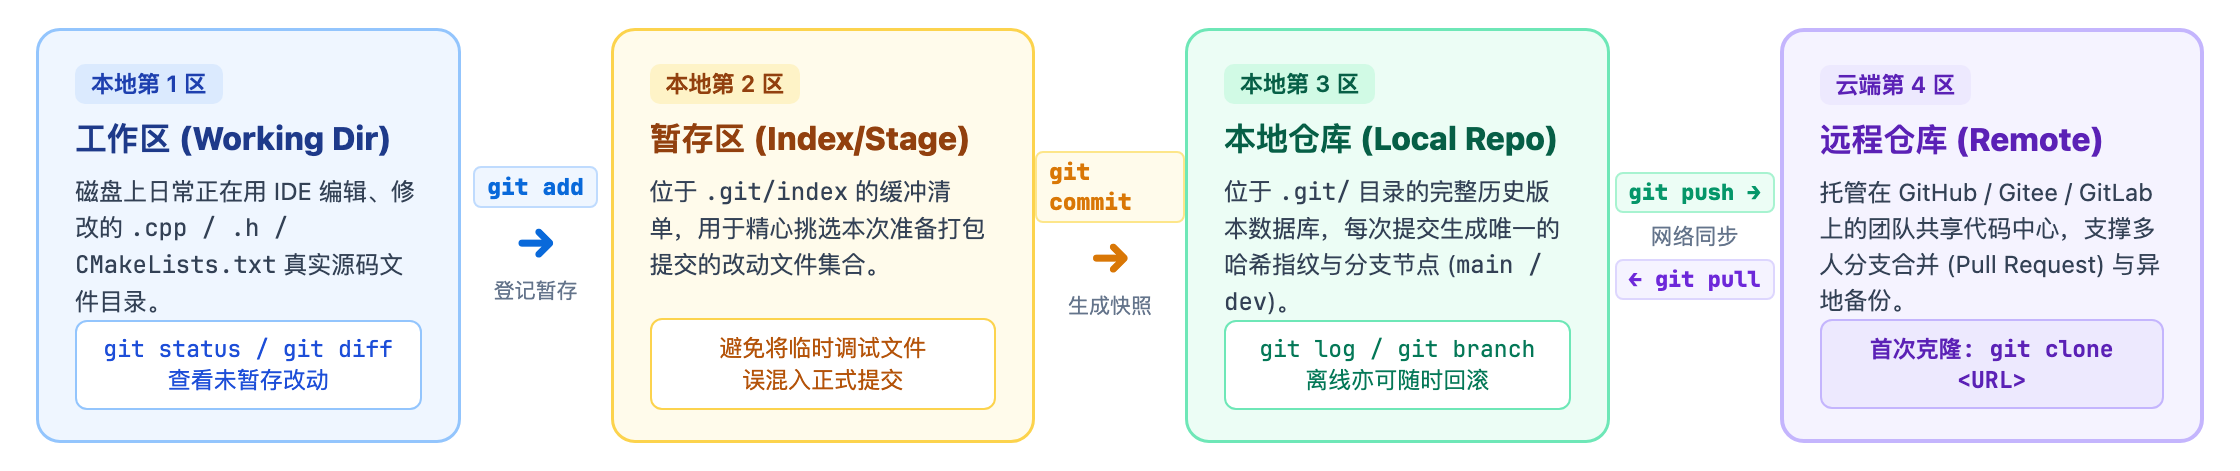 本地第 1 区
工作区 (Working Dir)
磁盘上日常正在用 IDE 编辑、修
改的 .cpp / .h /
CMakeLists.txt 真实源码文
件目录。
git status / git diff
查看未暂存改动
git add
➔
登记暂存
本地第 2 区
暂存区 (Index/Stage)
位于 .git/index 的缓冲清
单，用于精心挑选本次准备打包
提交的改动文件集合。
避免将临时调试文件
误混入正式提交
git
commit
➔
生成快照
本地第 3 区
本地仓库 (Local Repo)
位于 .git/ 目录的完整历史版
本数据库，每次提交生成唯一的
哈希指纹与分支节点 (main /
dev)。
git log / git branch
离线亦可随时回滚
git push →
网络同步
← git pull
云端第 4 区
远程仓库 (Remote)
托管在 GitHub / Gitee / GitLab
上的团队共享代码中心，支撑多
人分支合并 (Pull Request) 与异
地备份。
首次克隆: git clone
<URL>